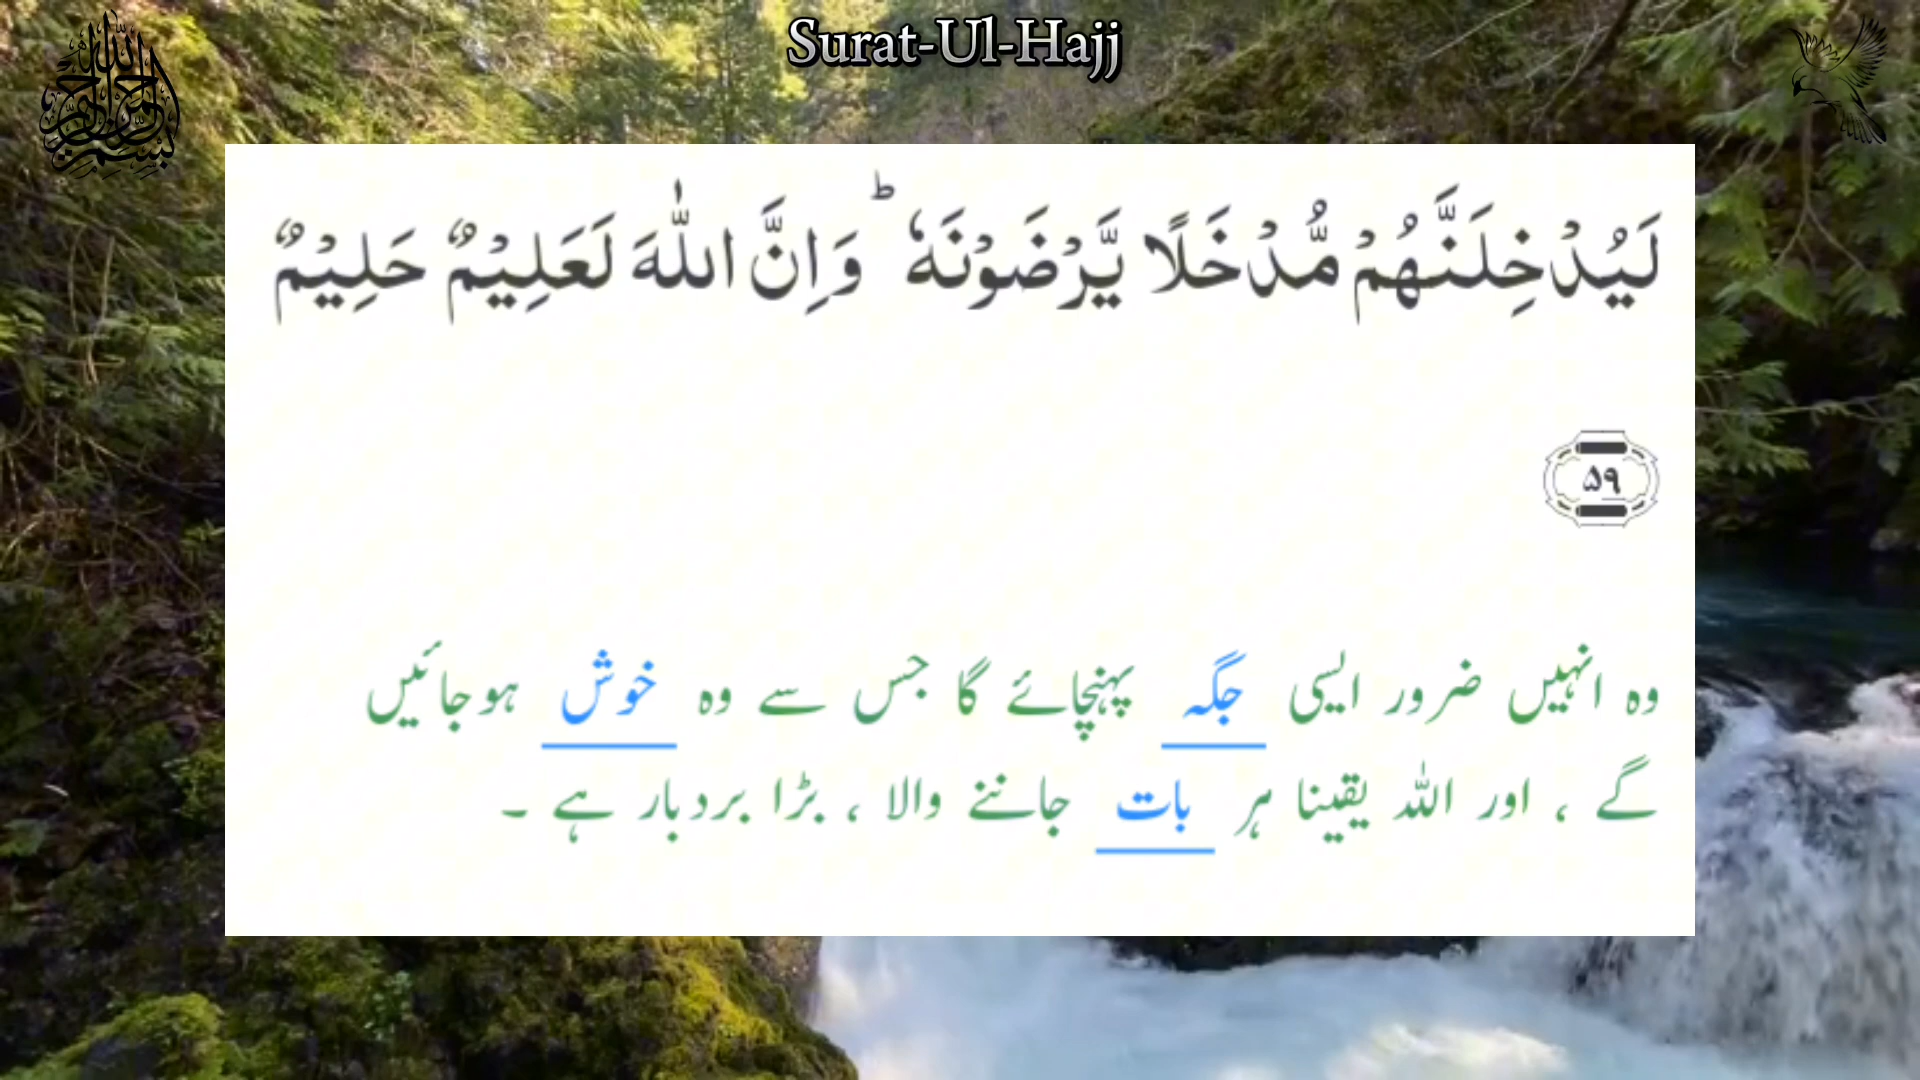 Surat-Ul-Hajj
لَيُدْخِلَنَّهُمْ مُّدْخَلًا يَّرْضَوْنَهٗ ؕ وَاِنَّ اللّٰهَ لَعَلِيْمٌ حَلِيْمٌ
۵۹
وہ انہیں ضرور ایسی جگہ پہنچائے گا جس سے وہ خوش ہوجائیں
گے ، اور اللہ یقینا ہر بات جاننے والا ، بڑا بردبار ہے ۔